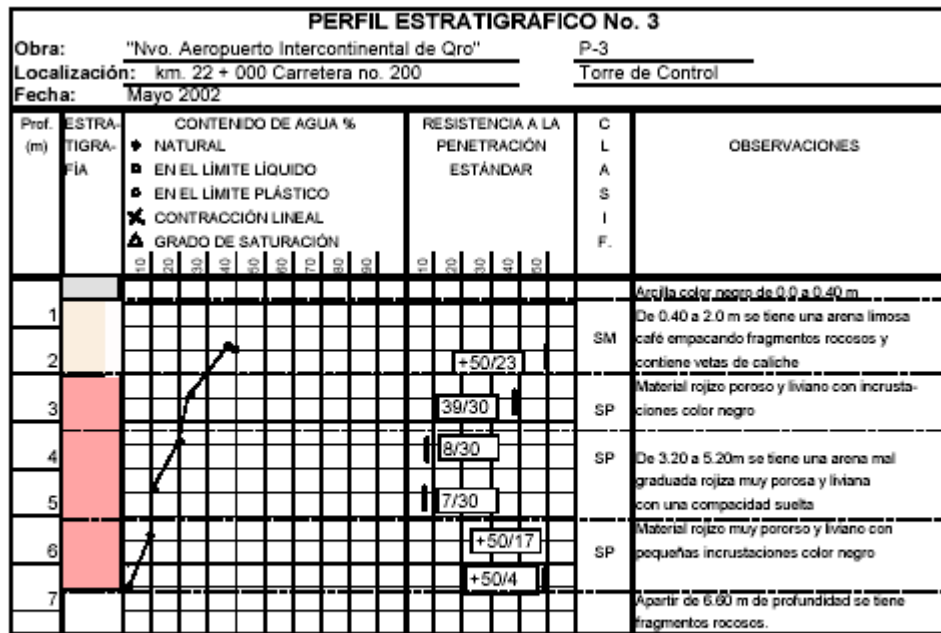 PERFIL ESTRATIGRÁFICO No. 3
Obra: "Nvo. Aeropuerto Intercontinental de Qro" P-3
Localización: km. 22 + 000 Carretera no. 200 Torre de Control
Fecha: Mayo 2002
Prof. (m)
ESTRA-
TIGRA-
FÍA
CONTENIDO DE AGUA %
NATURAL
EN EL LÍMITE LÍQUIDO
EN EL LÍMITE PLÁSTICO
CONTRACCIÓN LINEAL
GRADO DE SATURACIÓN
10 20 30 40 50 60 70 80 90
RESISTENCIA A LA
PENETRACIÓN
ESTÁNDAR
10 20 30 40 50
C
L
A
S
I
F.
OBSERVACIONES
Arcilla color negro de 0.0 a 0.40 m
1
SM
De 0.40 a 2.0 m se tiene una arena limosa
café empacando fragmentos rocosos y
contiene vetas de caliche
2
+50/23
Material rojizo poroso y liviano con incrusta-
ciones color negro
3
39/30
SP
4
8/30
SP
De 3.20 a 5.20m se tiene una arena mal
graduada rojiza muy porosa y liviana
con una compacidad suelta
5
7/30
Material rojizo muy pororso y liviano con
pequeñas incrustaciones color negro
6
+50/17
SP
+50/4
7
Apartir de 6.60 m de profundidad se tiene
fragmentos rocosos.